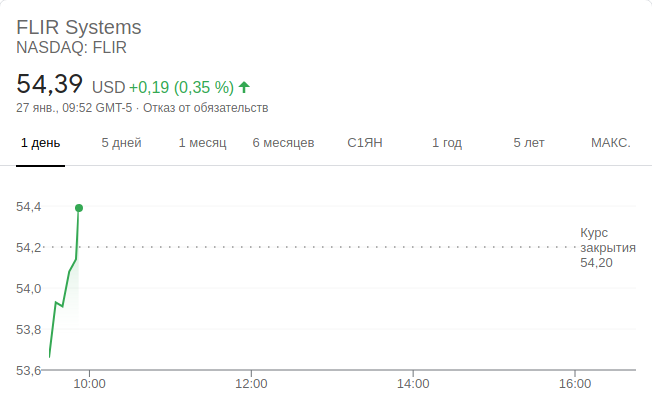 FLIR Systems
NASDAQ: FLIR
54,39 USD +0,19 (0,35 %)
27 янв., 09:52 GMT-5 · Отказ от обязательств
1 день 5 дней 1 месяц 6 месяцев С1ЯН 1 год 5 лет МАКС.
54,4
54,2
54,0
53,8
53,6
Курс
закрытия
54,20
10:00 12:00 14:00 16:00